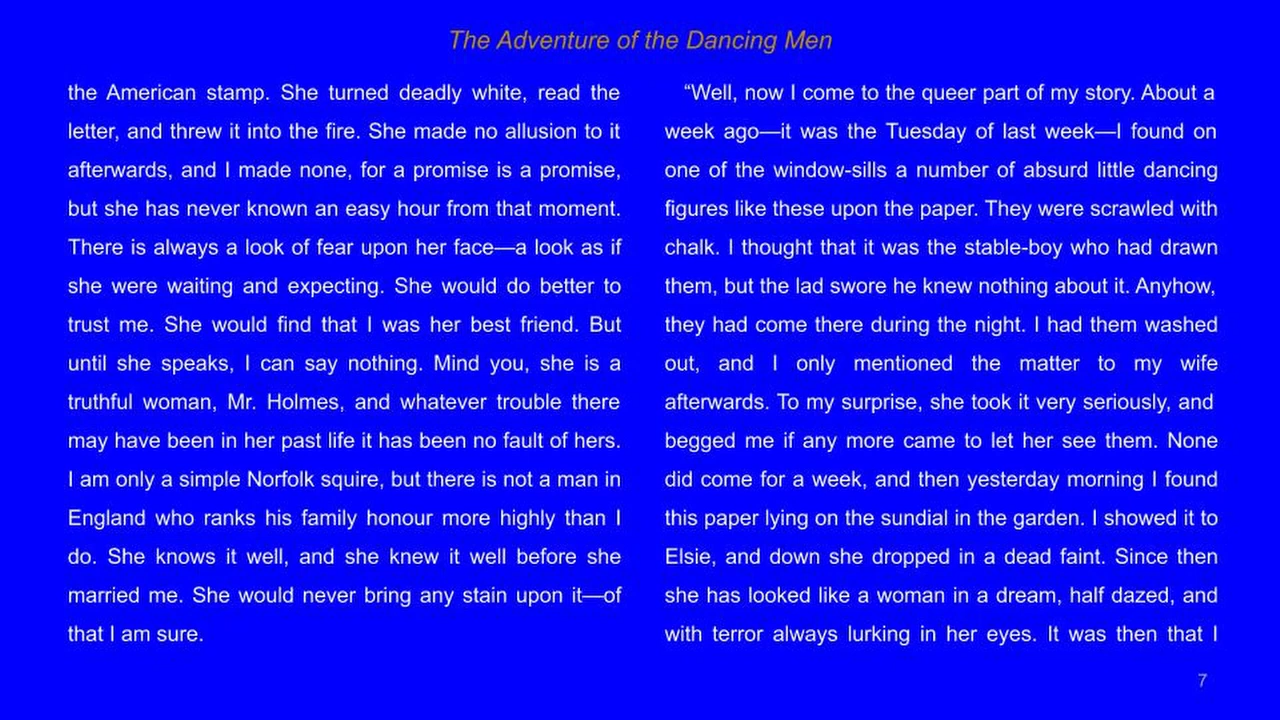 The Adventure of the Dancing Men
the American stamp. She turned deadly white, read the
letter, and threw it into the fire. She made no allusion to it
afterwards, and I made none, for a promise is a promise,
but she has never known an easy hour from that moment.
There is always a look of fear upon her face—a look as if
she were waiting and expecting. She would do better to
trust me. She would find that I was her best friend. But
until she speaks, I can say nothing. Mind you, she is a
truthful woman, Mr. Holmes, and whatever trouble there
may have been in her past life it has been no fault of hers.
I am only a simple Norfolk squire, but there is not a man in
England who ranks his family honour more highly than I
do. She knows it well, and she knew it well before she
married me. She would never bring any stain upon it—of
that I am sure.
“Well, now I come to the queer part of my story. About a
week ago—it was the Tuesday of last week—I found on
one of the window-sills a number of absurd little dancing
figures like these upon the paper. They were scrawled with
chalk. I thought that it was the stable-boy who had drawn
them, but the lad swore he knew nothing about it. Anyhow,
they had come there during the night. I had them washed
out, and I only mentioned the matter to my wife
afterwards. To my surprise, she took it very seriously, and
begged me if any more came to let her see them. None
did come for a week, and then yesterday morning I found
this paper lying on the sundial in the garden. I showed it to
Elsie, and down she dropped in a dead faint. Since then
she has looked like a woman in a dream, half dazed, and
with terror always lurking in her eyes. It was then that I
7